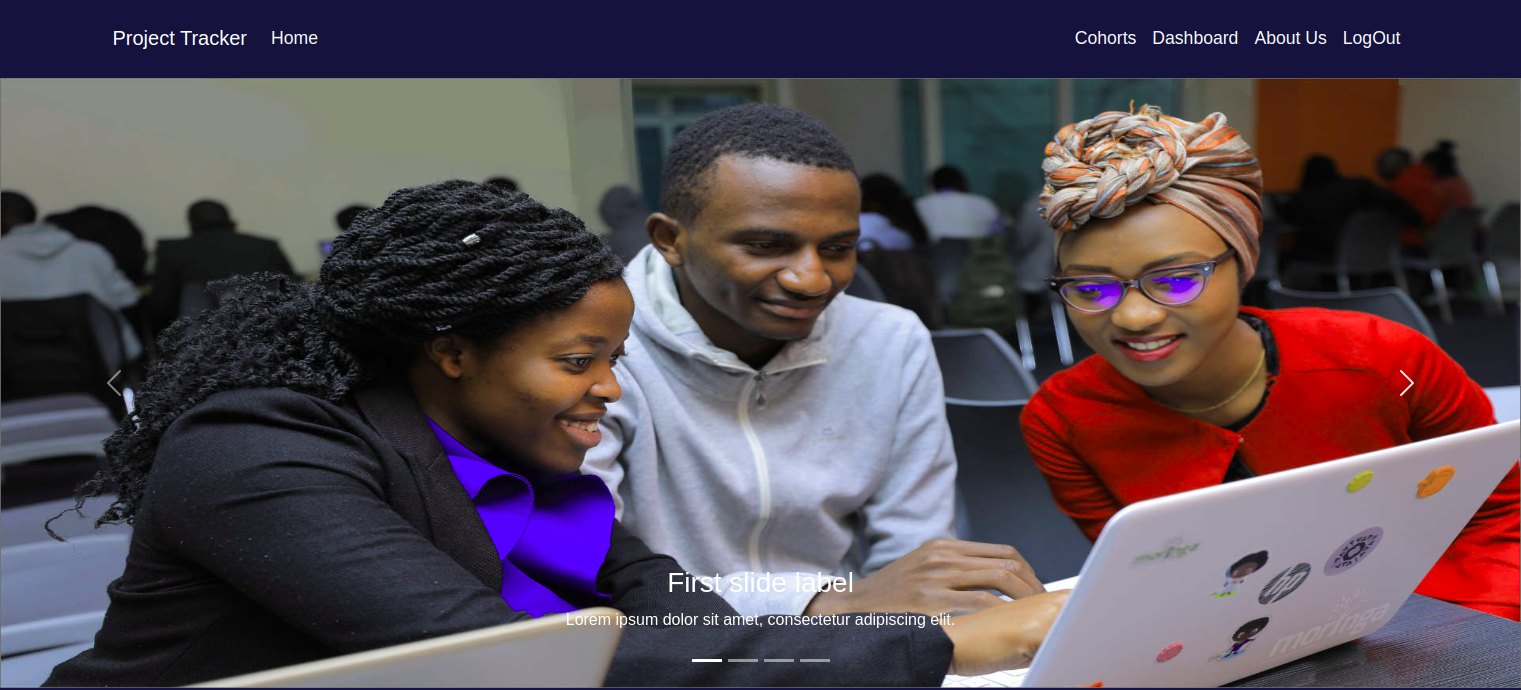 Project Tracker Home Cohorts Dashboard About Us LogOut
moringa
hp
moringa
First slide label
Lorem ipsum dolor sit amet, consectetur adipiscing elit.